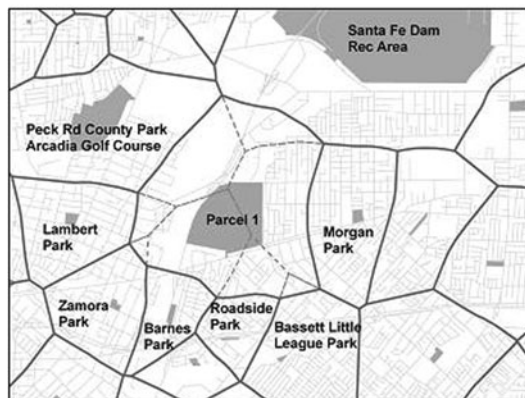 Santa Fe Dam
Rec Area
Peck Rd County Park
Arcadia Golf Course
Parcel 1
Lambert
Park
Morgan
Park
Zamora
Park
Barnes
Park
Roadside
Park
Bassett Little
League Park